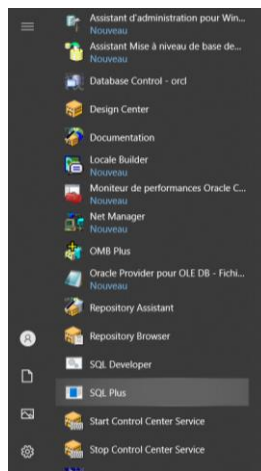 Assistant d'administration pour Win...
Nouveau
Assistant Mise à niveau de base de...
Nouveau
Database Control - orcl
Design Center
Documentation
Locale Builder
Nouveau
Moniteur de performances Oracle C...
Nouveau
Net Manager
Nouveau
OMB Plus
Oracle Provider pour OLE DB - Fichi...
Nouveau
Repository Assistant
Repository Browser
SQL Developer
SQL Plus
Start Control Center Service
Stop Control Center Service